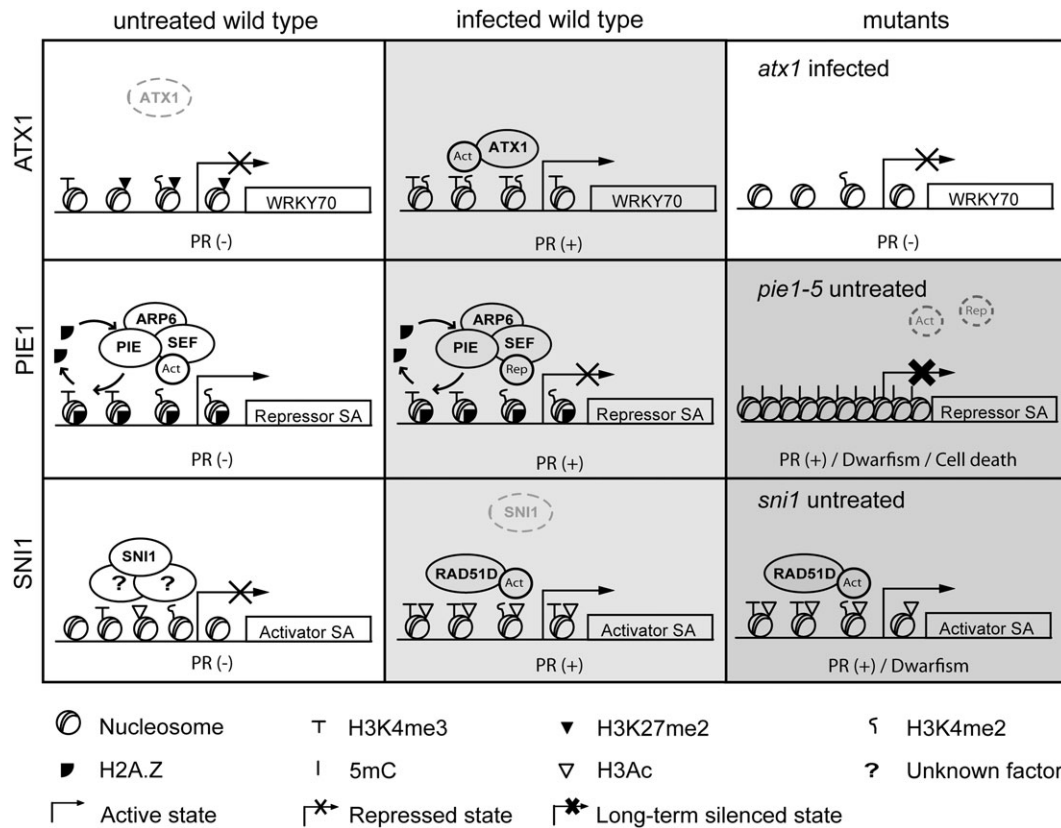 untreated wild type
infected wild type
mutants
ATX1
ATX1
WRKY70
PR (-)
Act
ATX1
WRKY70
PR (+)
atx1 infected
WRKY70
PR (-)
PIE1
ARP6
PIE
SEF
Act
Repressor SA
PR (-)
ARP6
PIE
SEF
Rep
Repressor SA
PR (+)
pie1-5 untreated
Act
Rep
Repressor SA
PR (+) / Dwarfism / Cell death
SNI1
SNI1
? ?
Activator SA
PR (-)
SNI1
RAD51D
Act
Activator SA
PR (+)
sni1 untreated
RAD51D
Act
Activator SA
PR (+) / Dwarfism
Nucleosome
H3K4me3
H3K27me2
H3K4me2
H2A.Z
5mC
H3Ac
? Unknown factor
Active state
Repressed state
Long-term silenced state